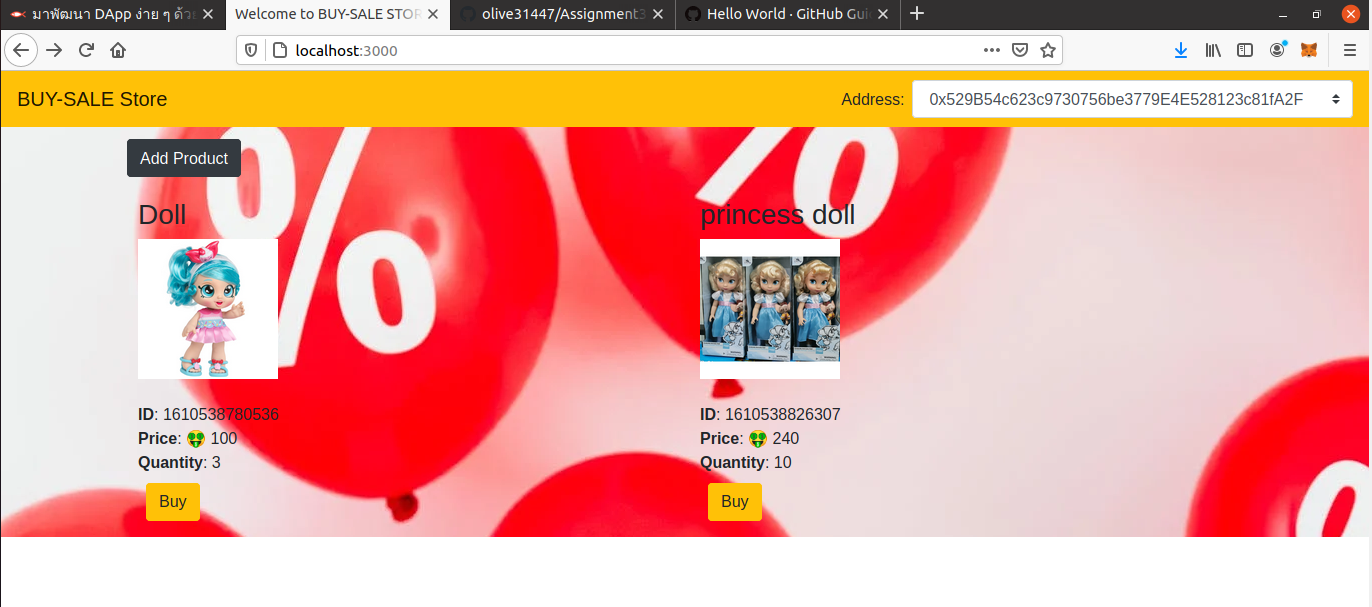 มาพัฒนา DApp ง่าย ๆ ด้วย
Welcome to BUY-SALE STOR
olive31447/Assignment3
Hello World · GitHub Gui
localhost:3000
BUY-SALE Store
Address: 0x529B54c623c9730756be3779E4E528123c81fA2F
Add Product
%
%
Doll
princess doll
ID: 1610538780536
Price: 🤑 100
Quantity: 3
Buy
ID: 1610538826307
Price: 🤑 240
Quantity: 10
Buy